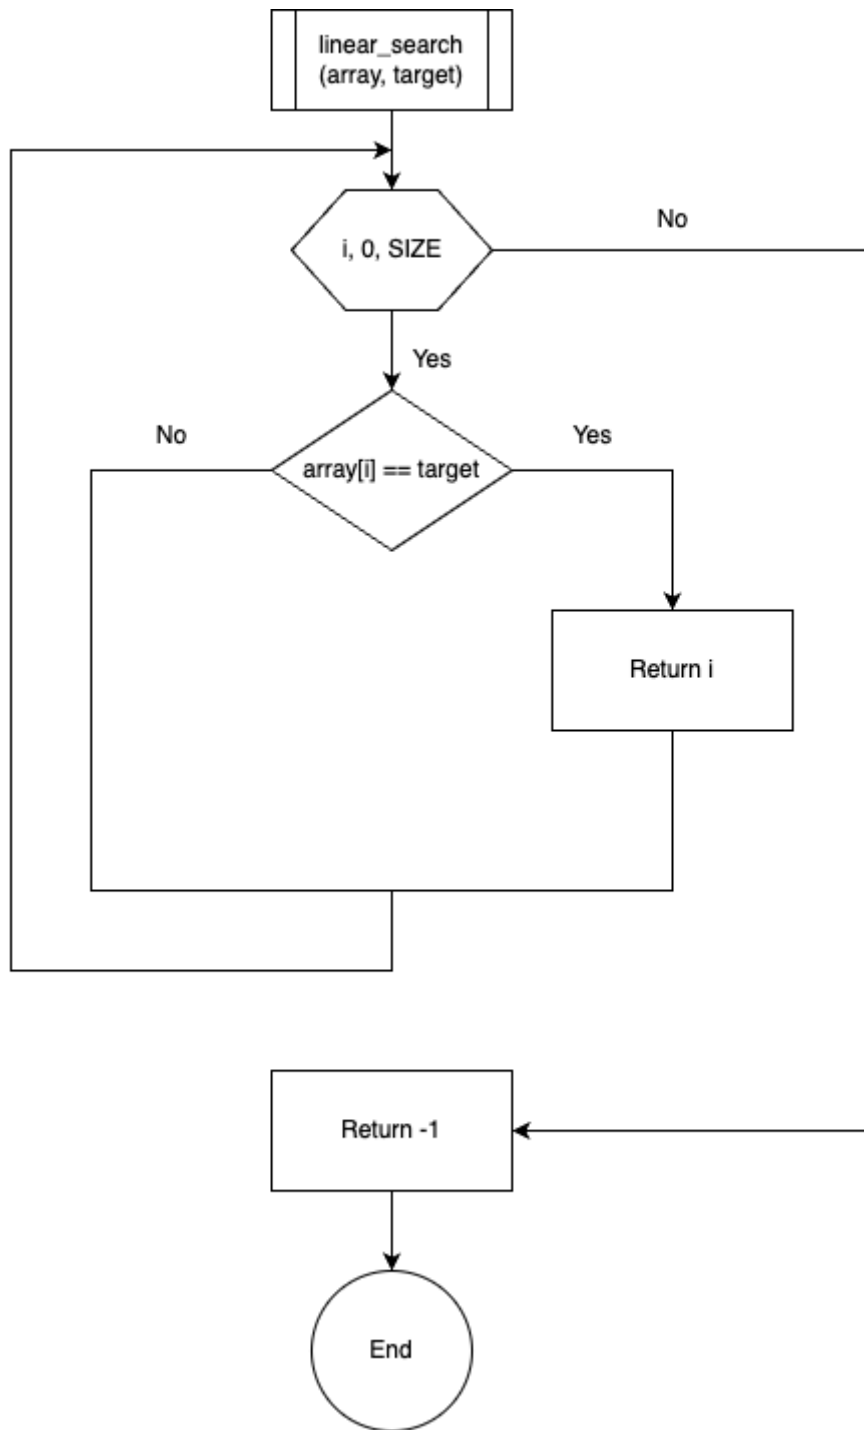 linear_search
(array, target)
No
i, 0, SIZE
Yes
No
Yes
array[i] == target
Return i
Return -1
End